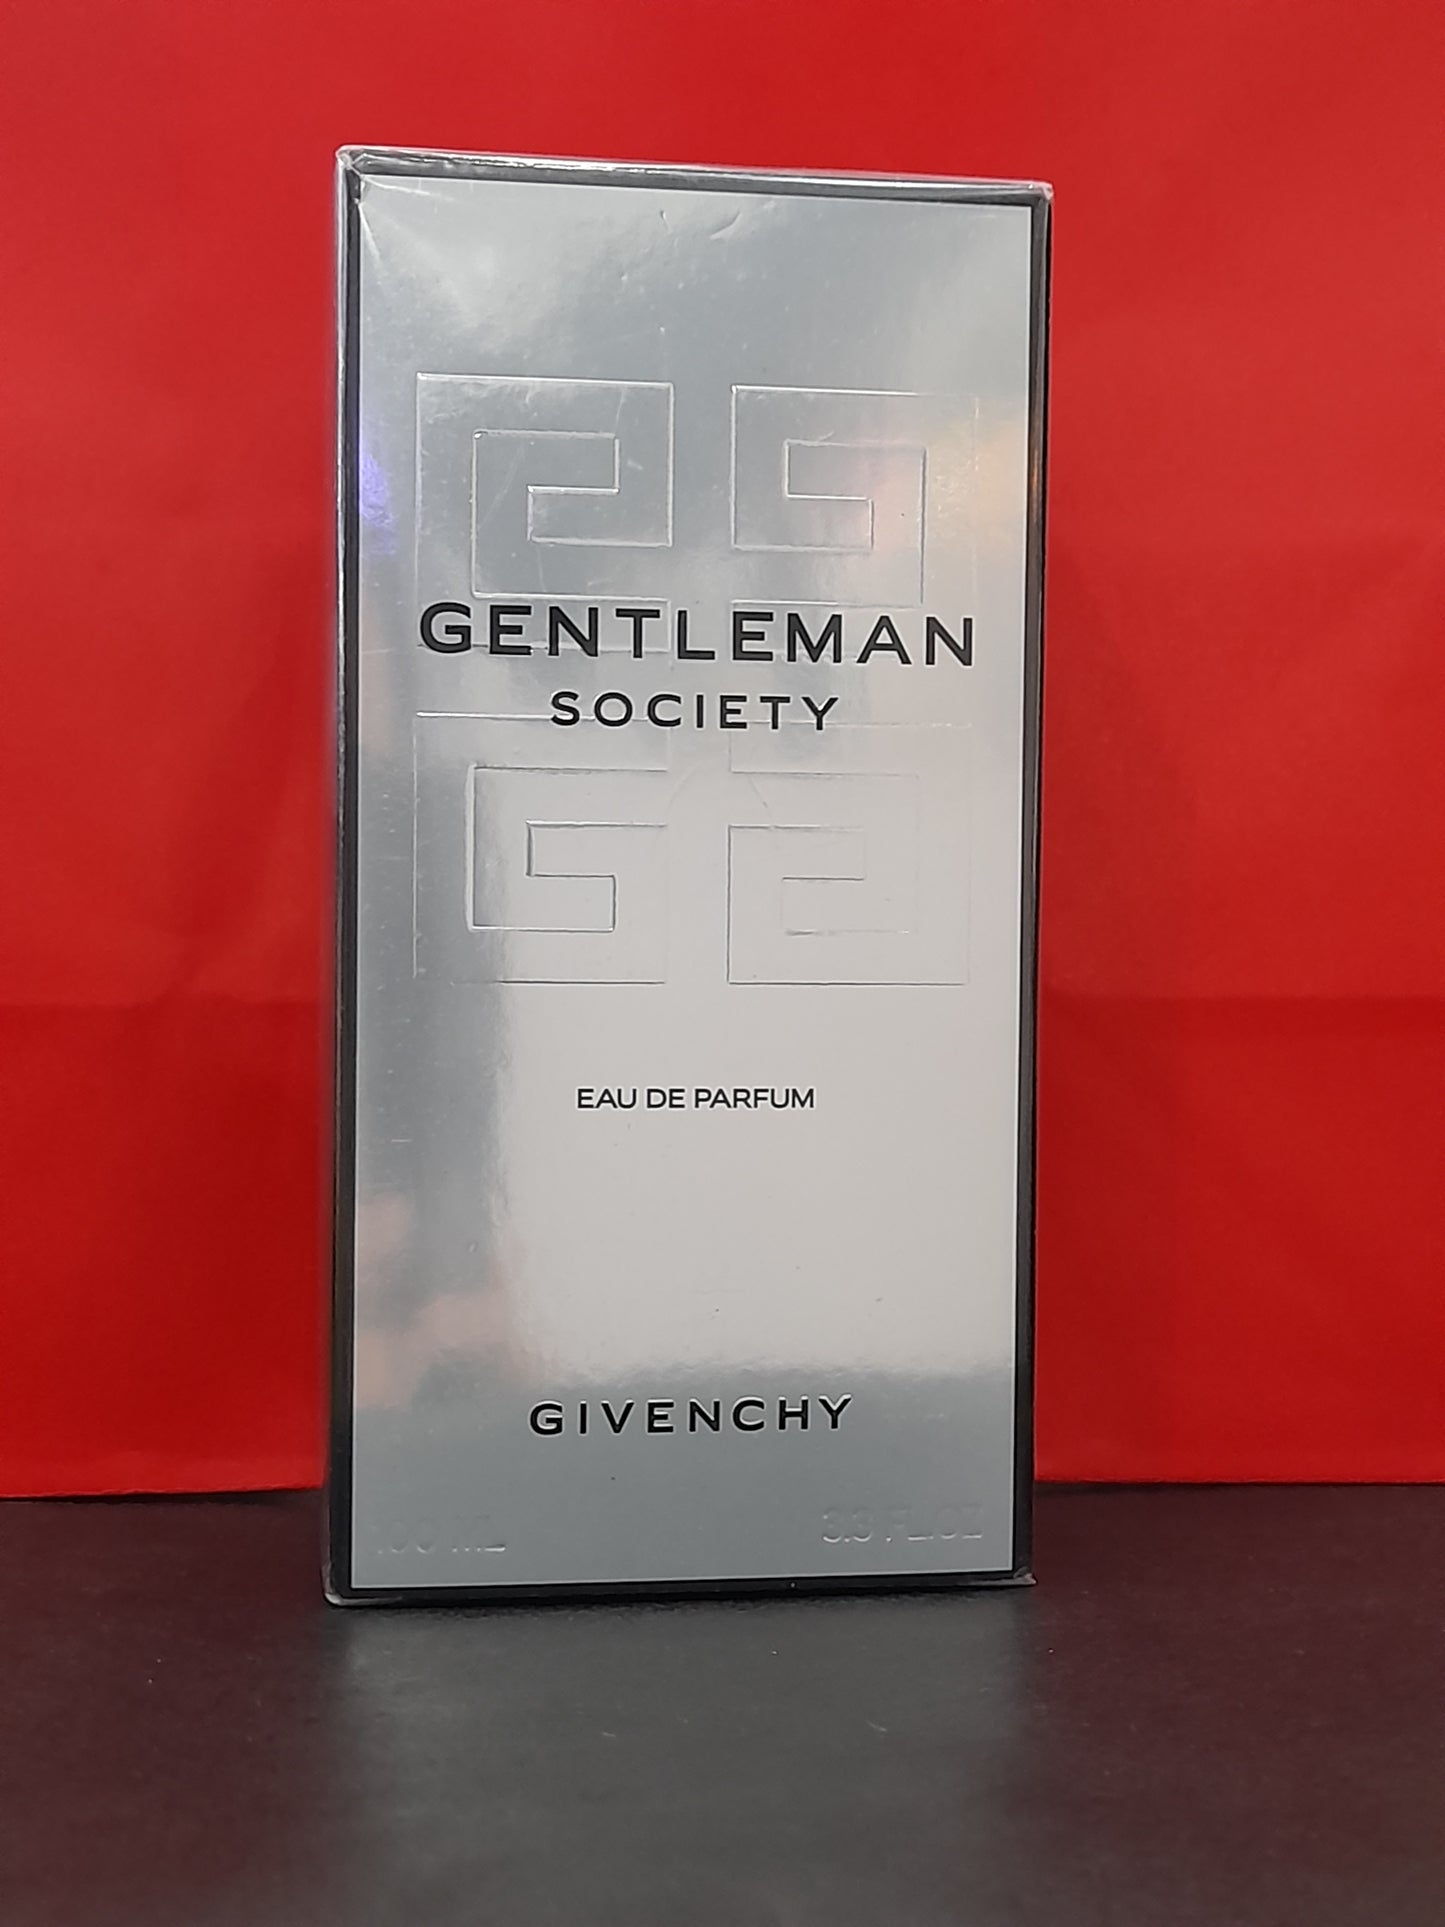 GENTLEMAN
SOCIETY
EAU DE PARFUM
GIVENCHY
100 ML 3.3 FL.OZ